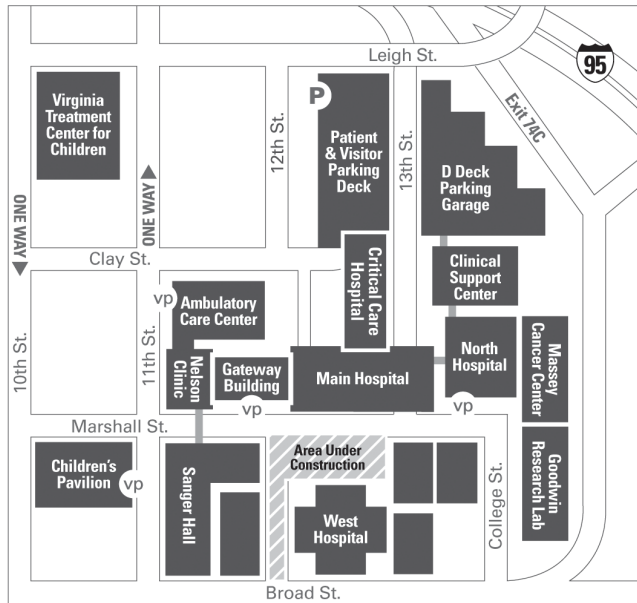 Leigh St.
95
Exit 74C
Virginia
Treatment
Center for
Children
ONE WAY
ONE WAY
12th St.
P
Patient
& Visitor
Parking
Deck
13th St.
D Deck
Parking
Garage
Clay St.
Critical Care
Hospital
Clinical
Support
Center
vp
Ambulatory
Care Center
10th St.
11th St.
Nelson
Clinic
Gateway
Building
Main Hospital
North
Hospital
Massey
Cancer Center
vp
vp
Marshall St.
Children's
Pavilion
vp
Sanger Hall
Area Under
Construction
West
Hospital
College St.
Goodwin
Research Lab
Broad St.